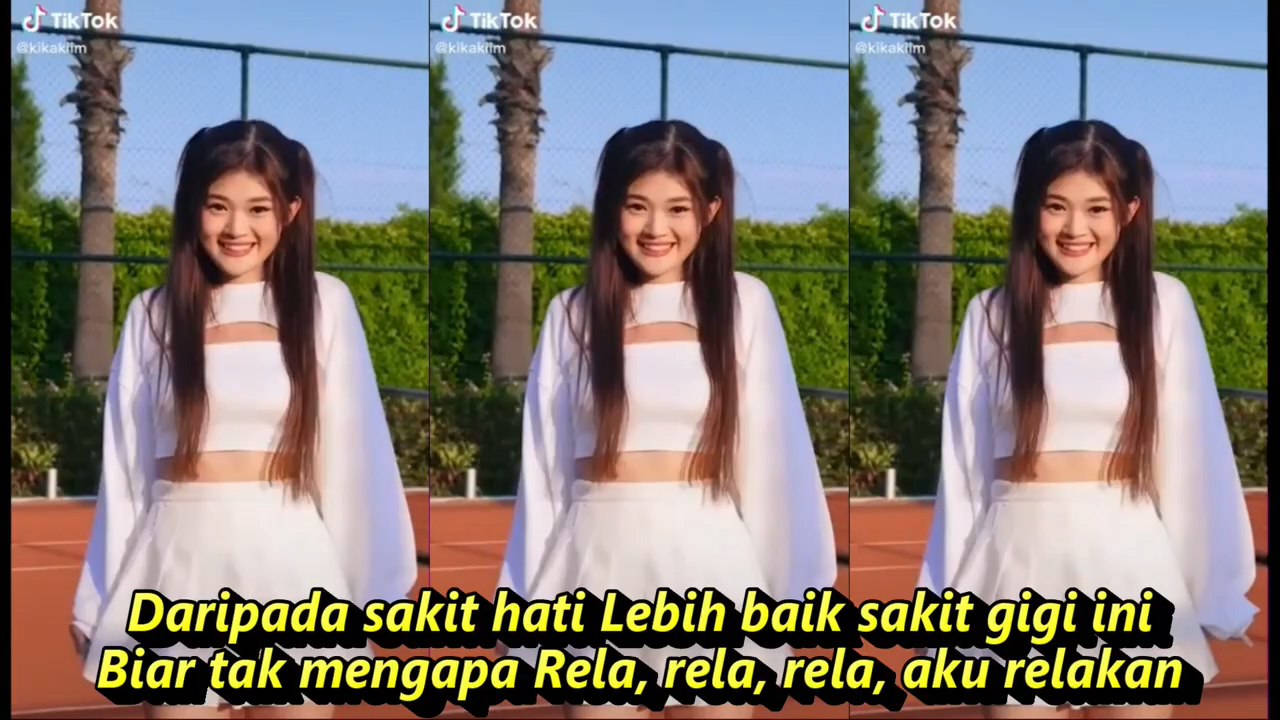 TikTok TikTok TikTok
@kikakiim @kikakiim @kikakiim
Daripada sakit hati Lebih baik sakit gigi ini
Biar tak mengapa Rela, rela, rela, aku relakan